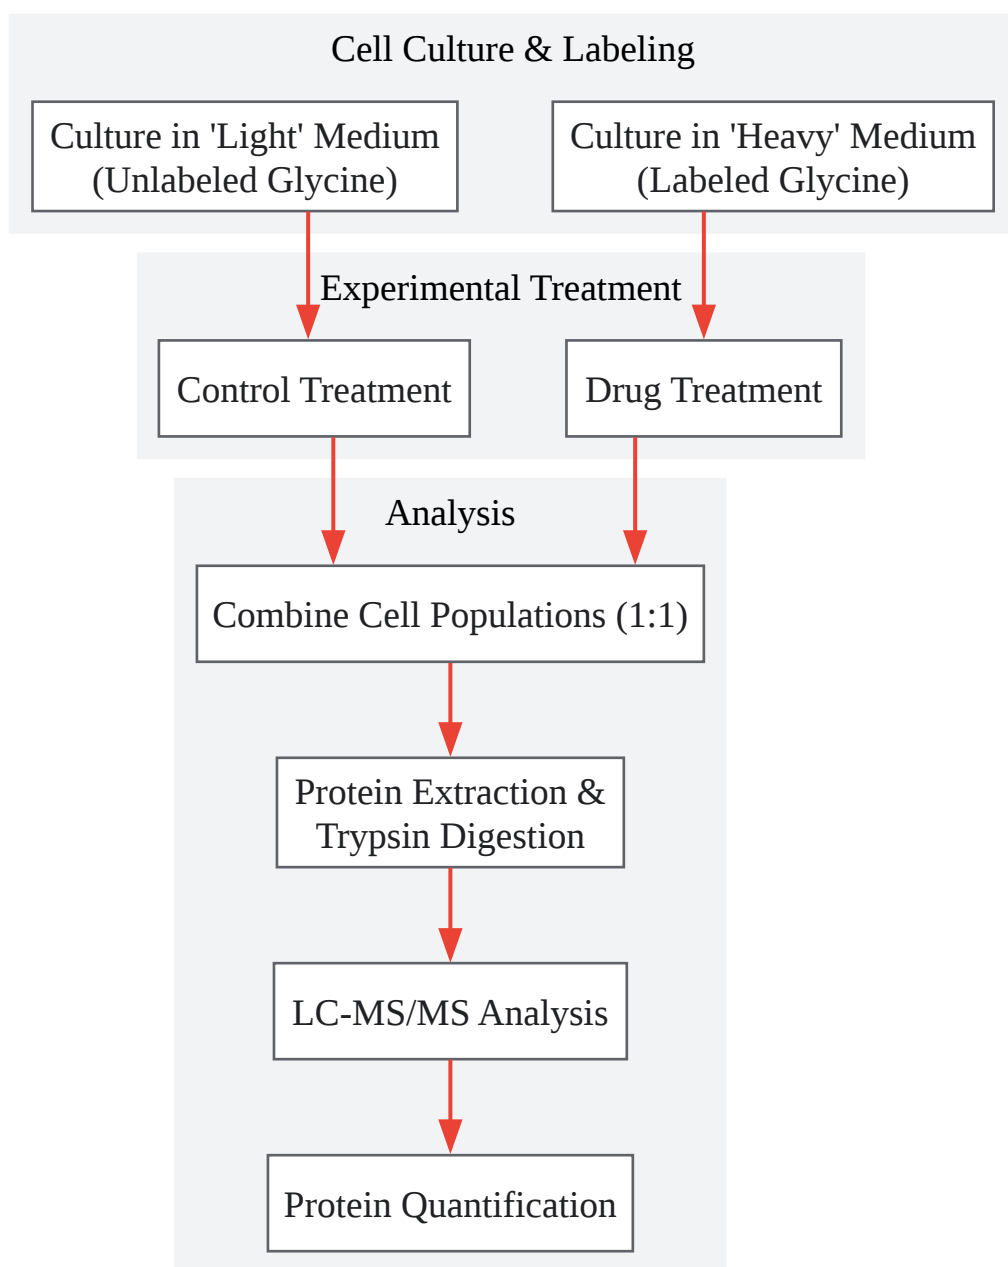 Cell Culture & Labeling
Culture in 'Light' Medium
(Unlabeled Glycine)
Culture in 'Heavy' Medium
(Labeled Glycine)
Experimental Treatment
Control Treatment
Drug Treatment
Analysis
Combine Cell Populations (1:1)
Protein Extraction &
Trypsin Digestion
LC-MS/MS Analysis
Protein Quantification